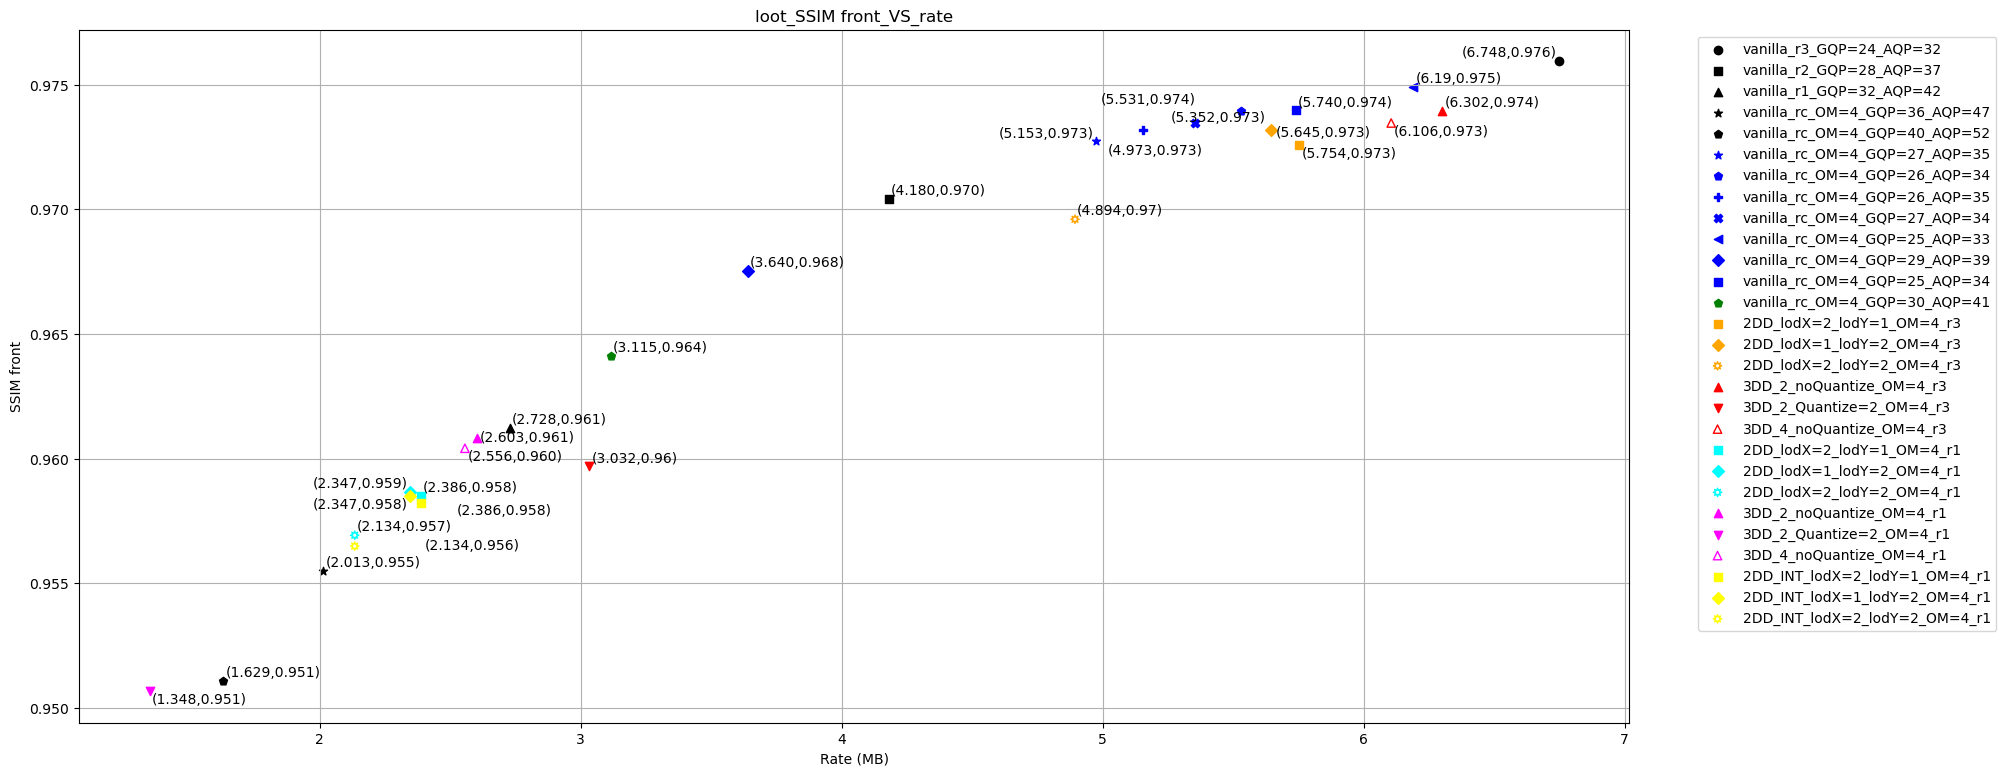 loot_SSIM front_VS_rate
(6.748,0.976)
(6.19,0.975)
0.975
(5.531,0.974)
(5.740,0.974)
(6.302,0.974)
(5.352,0.973)
(5.153,0.973)
(5.645,0.973)
(6.106,0.973)
(4.973,0.973)
(5.754,0.973)
(4.180,0.970)
0.970
(4.894,0.97)
(3.640,0.968)
0.965
(3.115,0.964)
SSIM front
(2.728,0.961)
(2.603,0.961)
0.960
(2.556,0.960)
(3.032,0.96)
(2.347,0.959)
(2.386,0.958)
(2.347,0.958)
(2.386,0.958)
(2.134,0.957)
(2.134,0.956)
(2.013,0.955)
0.955
(1.629,0.951)
(1.348,0.951)
0.950
2 3 4 5 6 7
Rate (MB)
vanilla_r3_GQP=24_AQP=32
vanilla_r2_GQP=28_AQP=37
vanilla_r1_GQP=32_AQP=42
vanilla_rc_OM=4_GQP=36_AQP=47
vanilla_rc_OM=4_GQP=40_AQP=52
vanilla_rc_OM=4_GQP=27_AQP=35
vanilla_rc_OM=4_GQP=26_AQP=34
vanilla_rc_OM=4_GQP=26_AQP=35
vanilla_rc_OM=4_GQP=27_AQP=34
vanilla_rc_OM=4_GQP=25_AQP=33
vanilla_rc_OM=4_GQP=29_AQP=39
vanilla_rc_OM=4_GQP=25_AQP=34
vanilla_rc_OM=4_GQP=30_AQP=41
2DD_lodX=2_lodY=1_OM=4_r3
2DD_lodX=1_lodY=2_OM=4_r3
2DD_lodX=2_lodY=2_OM=4_r3
3DD_2_noQuantize_OM=4_r3
3DD_2_Quantize=2_OM=4_r3
3DD_4_noQuantize_OM=4_r3
2DD_lodX=2_lodY=1_OM=4_r1
2DD_lodX=1_lodY=2_OM=4_r1
2DD_lodX=2_lodY=2_OM=4_r1
3DD_2_noQuantize_OM=4_r1
3DD_2_Quantize=2_OM=4_r1
3DD_4_noQuantize_OM=4_r1
2DD_INT_lodX=2_lodY=1_OM=4_r1
2DD_INT_lodX=1_lodY=2_OM=4_r1
2DD_INT_lodX=2_lodY=2_OM=4_r1